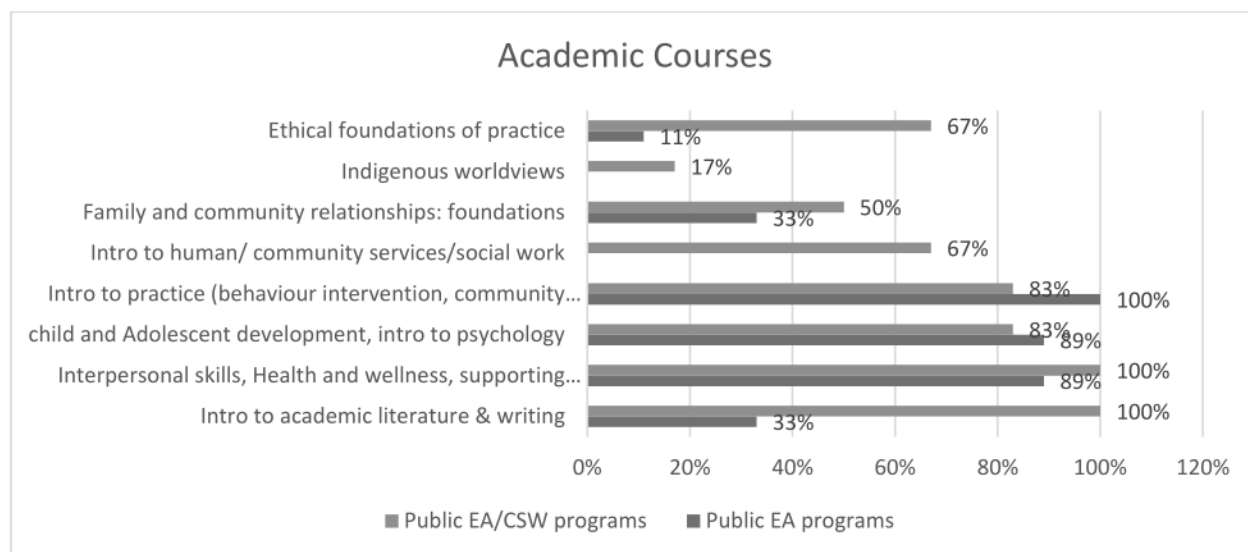 Academic Courses
Ethical foundations of practice 67%
11%
Indigenous worldviews 17%
Family and community relationships: foundations 50%
33%
Intro to human/ community services/social work 67%
Intro to practice (behaviour intervention, community... 83%
100%
child and Adolescent development, intro to psychology 83%
89%
Interpersonal skills, Health and wellness, supporting... 100%
89%
Intro to academic literature & writing 100%
33%
0% 20% 40% 60% 80% 100% 120%
Public EA/CSW programs Public EA programs